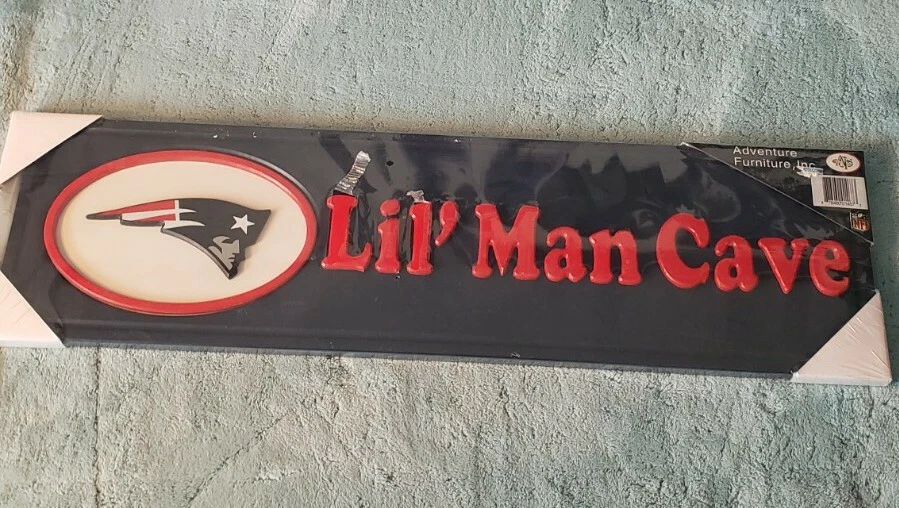 Adventure
Furniture, Inc
Lil' Man Cave